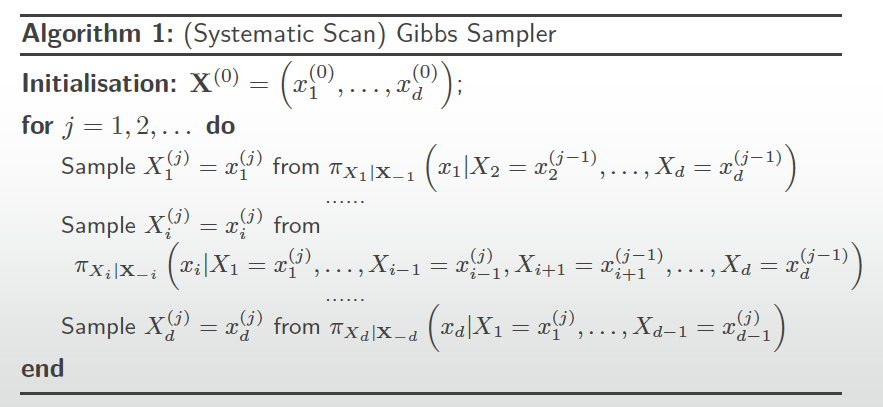 Algorithm 1: (Systematic Scan) Gibbs Sampler
Initialisation: $\mathbf{X}^{(0)} = \left(x_1^{(0)}, \ldots, x_d^{(0)}\right)$;
for $j = 1, 2, \ldots$ do
Sample $X_1^{(j)} = x_1^{(j)}$ from $\pi_{X_1|\mathbf{X}_{-1}}\left(x_1|X_2 = x_2^{(j-1)}, \ldots, X_d = x_d^{(j-1)}\right)$
......
Sample $X_i^{(j)} = x_i^{(j)}$ from
$\pi_{X_i|\mathbf{X}_{-i}}\left(x_i|X_1 = x_1^{(j)}, \ldots, X_{i-1} = x_{i-1}^{(j)}, X_{i+1} = x_{i+1}^{(j-1)}, \ldots, X_d = x_d^{(j-1)}\right)$
......
Sample $X_d^{(j)} = x_d^{(j)}$ from $\pi_{X_d|\mathbf{X}_{-d}}\left(x_d|X_1 = x_1^{(j)}, \ldots, X_{d-1} = x_{d-1}^{(j)}\right)$
end